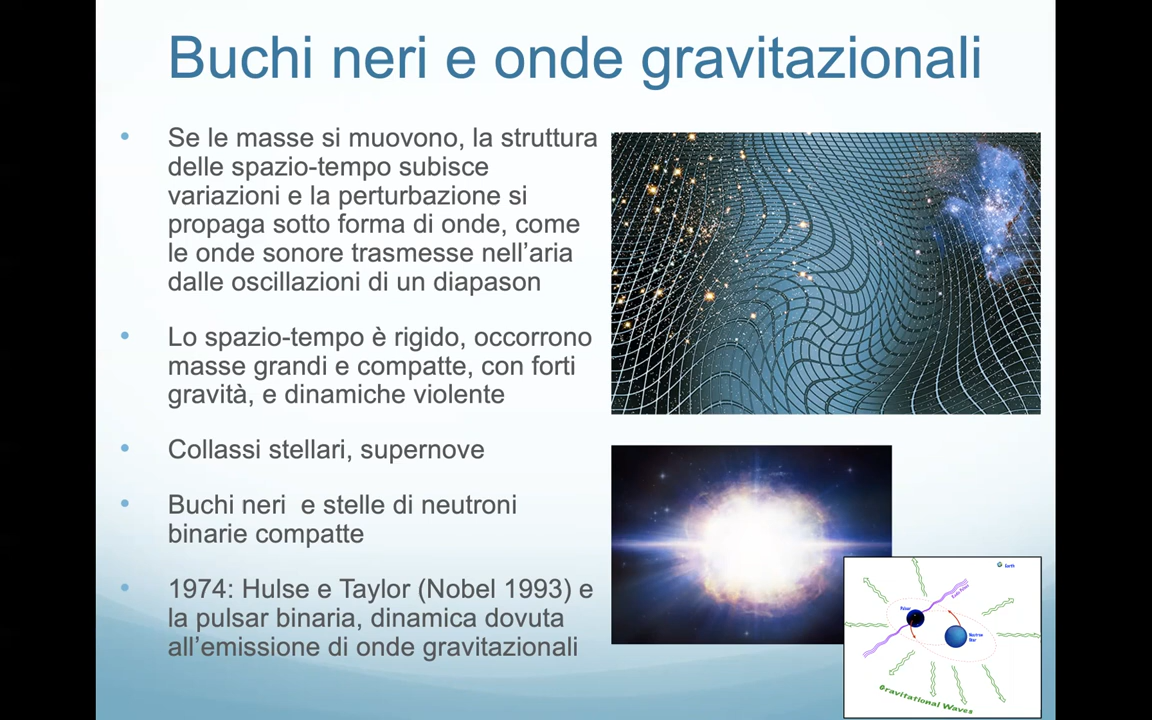 Buchi neri e onde gravitazionali
• Se le masse si muovono, la struttura
delle spazio-tempo subisce
variazioni e la perturbazione si
propaga sotto forma di onde, come
le onde sonore trasmesse nell’aria
dalle oscillazioni di un diapason
• Lo spazio-tempo è rigido, occorrono
masse grandi e compatte, con forti
gravità, e dinamiche violente
• Collassi stellari, supernove
• Buchi neri e stelle di neutroni
binarie compatte
• 1974: Hulse e Taylor (Nobel 1993) e
la pulsar binaria, dinamica dovuta
all’emissione di onde gravitazionali
Earth
Pulsar
Neutron
Star
Gravitational Waves